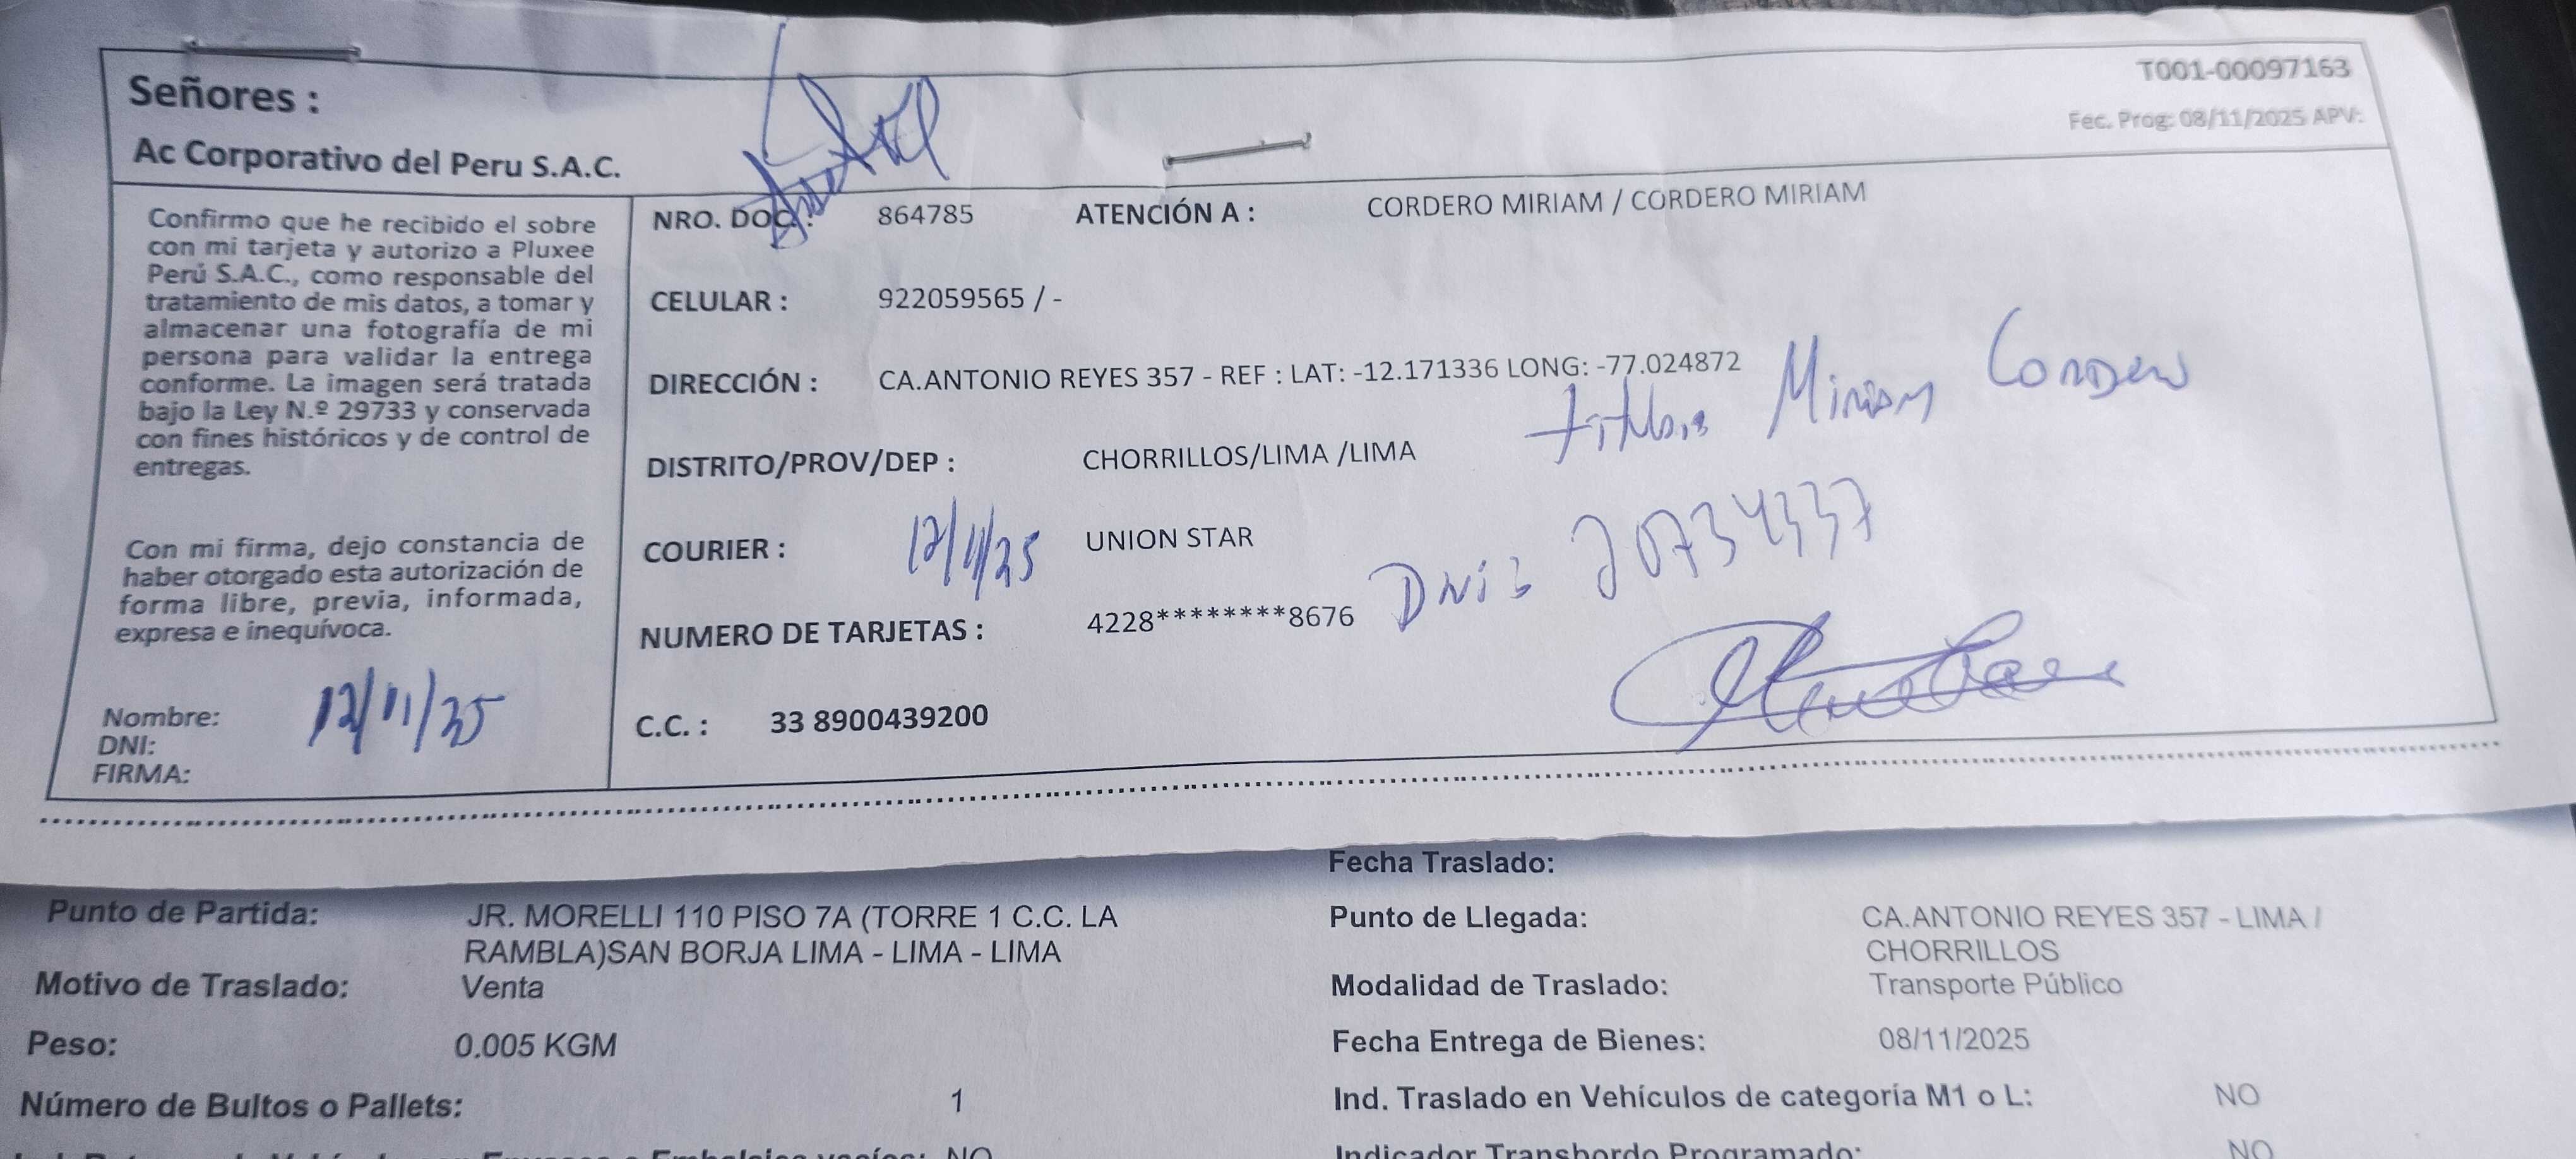 T001-00097163
Señores :
Fec. Prog: 08/11/2025 APV:
Ac Corporativo del Peru S.A.C.
Confirmo que he recibido el sobre
con mi tarjeta y autorizo a Pluxee
Perú S.A.C., como responsable del
tratamiento de mis datos, a tomar y
almacenar una fotografía de mi
persona para validar la entrega
conforme. La imagen será tratada
bajo la Ley N.º 29733 y conservada
con fines históricos y de control de
entregas.
Con mi firma, dejo constancia de
haber otorgado esta autorización de
forma libre, previa, informada,
expresa e inequívoca.
12/11/25
Nombre:
DNI:
FIRMA:
NRO. DOC. : 864785 ATENCIÓN A : CORDERO MIRIAM / CORDERO MIRIAM
CELULAR : 922059565 / -
DIRECCIÓN : CA.ANTONIO REYES 357 - REF : LAT: -12.171336 LONG: -77.024872
Miriam Cordero
DISTRITO/PROV/DEP : CHORRILLOS/LIMA /LIMA
COURIER : 12/11/25 UNION STAR
DNI: 20734337
NUMERO DE TARJETAS : 4228********8676
C.C. : 33 8900439200
Fecha Traslado:
Punto de Partida: JR. MORELLI 110 PISO 7A (TORRE 1 C.C. LA
RAMBLA)SAN BORJA LIMA - LIMA - LIMA
Punto de Llegada: CA.ANTONIO REYES 357 - LIMA /
CHORRILLOS
Motivo de Traslado: Venta
Modalidad de Traslado: Transporte Público
Peso: 0.005 KGM
Fecha Entrega de Bienes: 08/11/2025
Número de Bultos o Pallets: 1
Ind. Traslado en Vehículos de categoría M1 o L: NO
NO
Indicador Transbordo Programado: NO